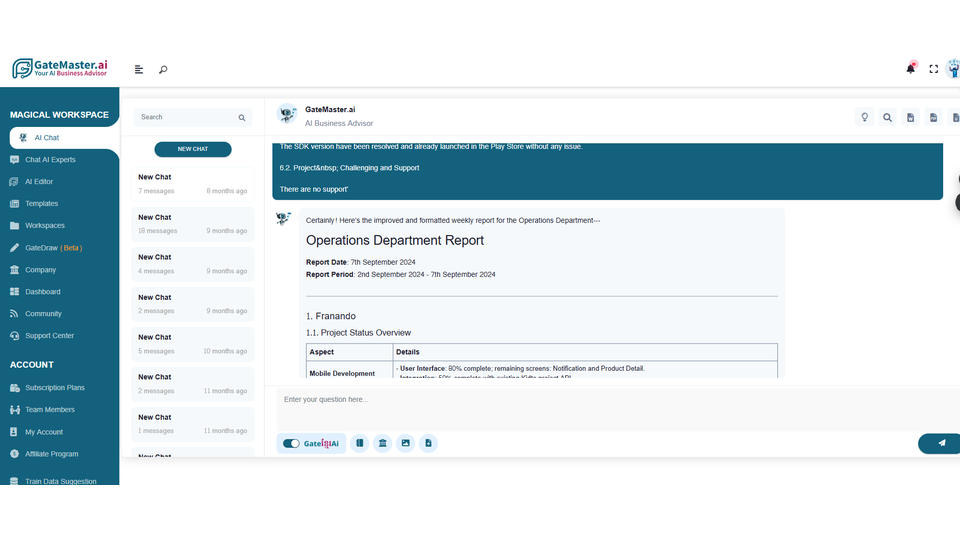 GateMaster.ai
Your AI Business Advisor
MAGICAL WORKSPACE
AI Chat
Chat AI Experts
AI Editor
Templates
Workspaces
GateDraw ( Beta )
Company
Dashboard
Community
Support Center
ACCOUNT
Subscription Plans
Team Members
My Account
Affiliate Program
Train Data Suggestion
Search
NEW CHAT
New Chat
7 messages 8 months ago
New Chat
18 messages 9 months ago
New Chat
4 messages 9 months ago
New Chat
2 messages 9 months ago
New Chat
5 messages 10 months ago
New Chat
2 messages 11 months ago
New Chat
1 messages 11 months ago
New Chat
GateMaster.ai
AI Business Advisor
The SDK version have been resolved and already launched in the Play Store without any issue.
6.2. Project&nbsp; Challenging and Support
There are no support'
Certainly! Here's the improved and formatted weekly report for the Operations Department---
Operations Department Report
Report Date: 7th September 2024
Report Period: 2nd September 2024 - 7th September 2024
1. Franando
1.1. Project Status Overview
Aspect Details
Mobile Development
- User Interface: 80% complete; remaining screens: Notification and Product Detail.
Enter your question here...